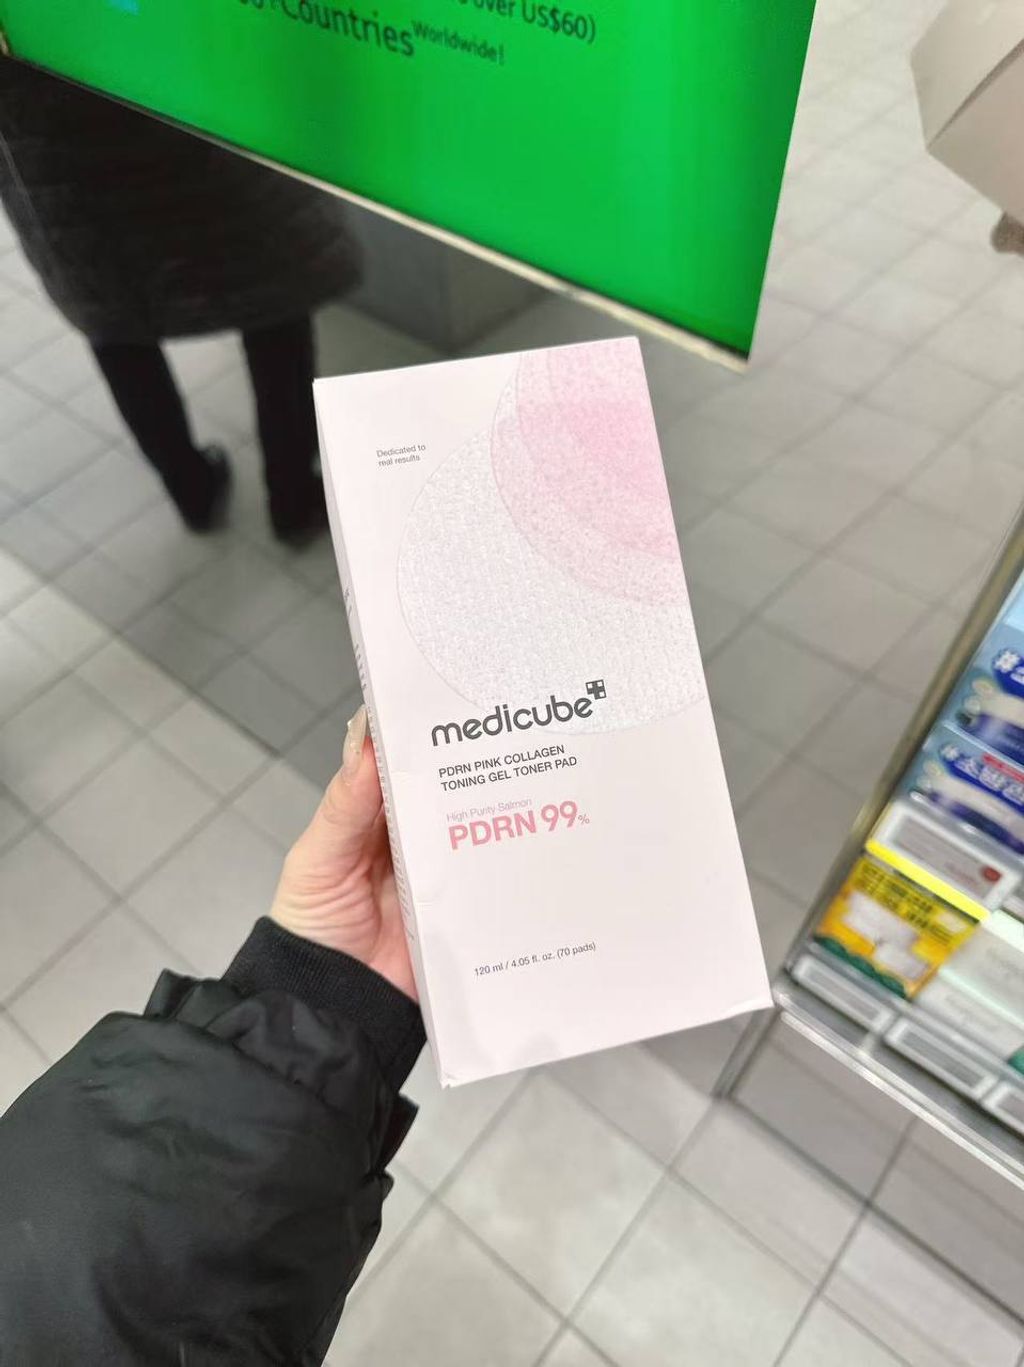 over US$60)
Countries Worldwide!
Dedicated to
real results
medicube
PDRN PINK COLLAGEN
TONING GEL TONER PAD
High Purity Salmon
PDRN 99%
120 ml / 4.05 fl. oz. (70 pads)